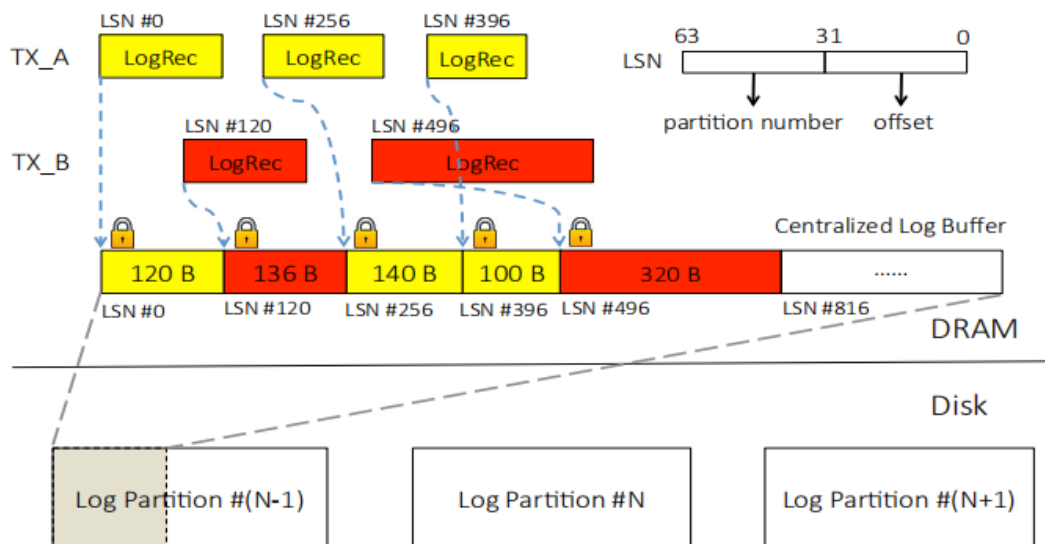 LSN #0 LSN #256 LSN #396 63 31 0
TX_A LogRec LogRec LogRec LSN
LSN #120 LSN #496 partition number offset
TX_B LogRec LogRec
Centralized Log Buffer
120 B 136 B 140 B 100 B 320 B ......
LSN #0 LSN #120 LSN #256 LSN #396 LSN #496 LSN #816
DRAM
Disk
Log Partition #(N-1) Log Partition #N Log Partition #(N+1)